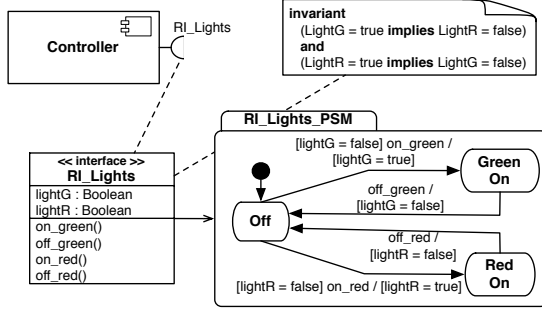 Controller
RI_Lights
invariant
(LightG = true implies LightR = false)
and
(LightR = true implies LightG = false)
RI_Lights_PSM
<< interface >>
RI_Lights
lightG : Boolean
lightR : Boolean
on_green()
off_green()
on_red()
off_red()
[lightG = false] on_green /
[lightG = true]
Green
On
off_green /
[lightG = false]
Off
off_red /
[lightR = false]
Red
On
[lightR = false] on_red / [lightR = true]